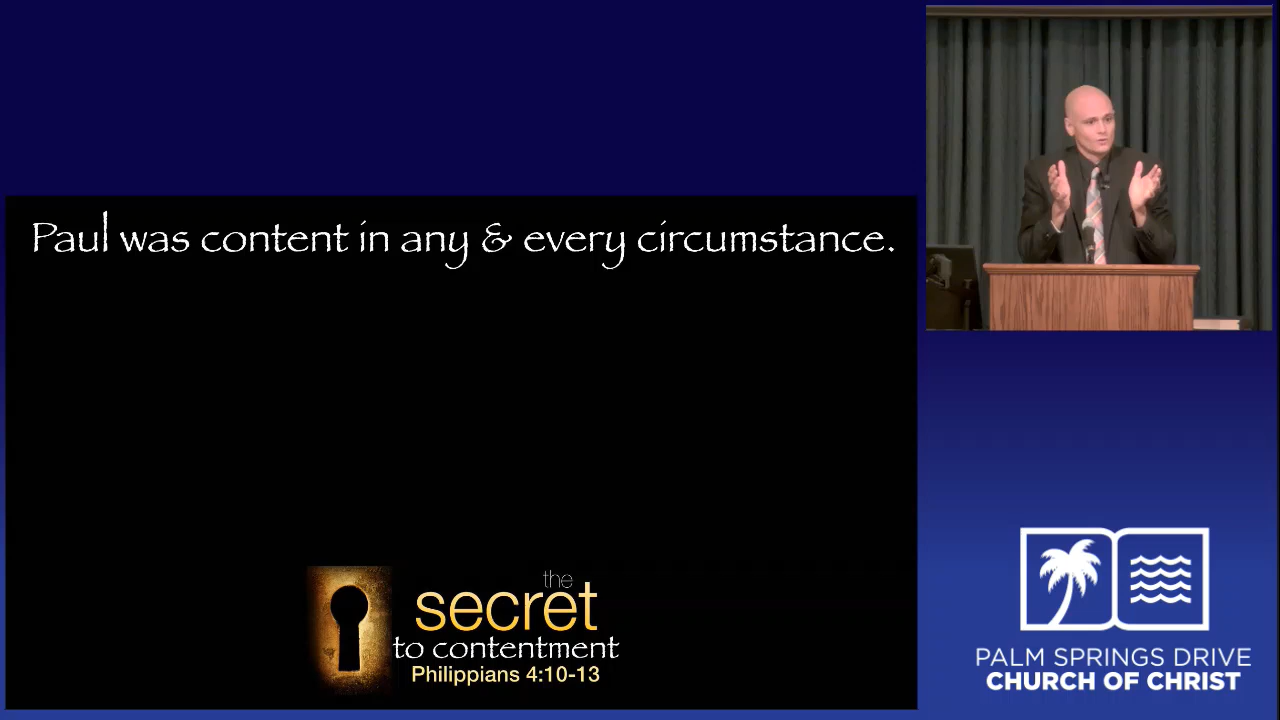 Paul was content in any & every circumstance.
the
secret
to contentment
Philippians 4:10-13
PALM SPRINGS DRIVE
CHURCH OF CHRIST